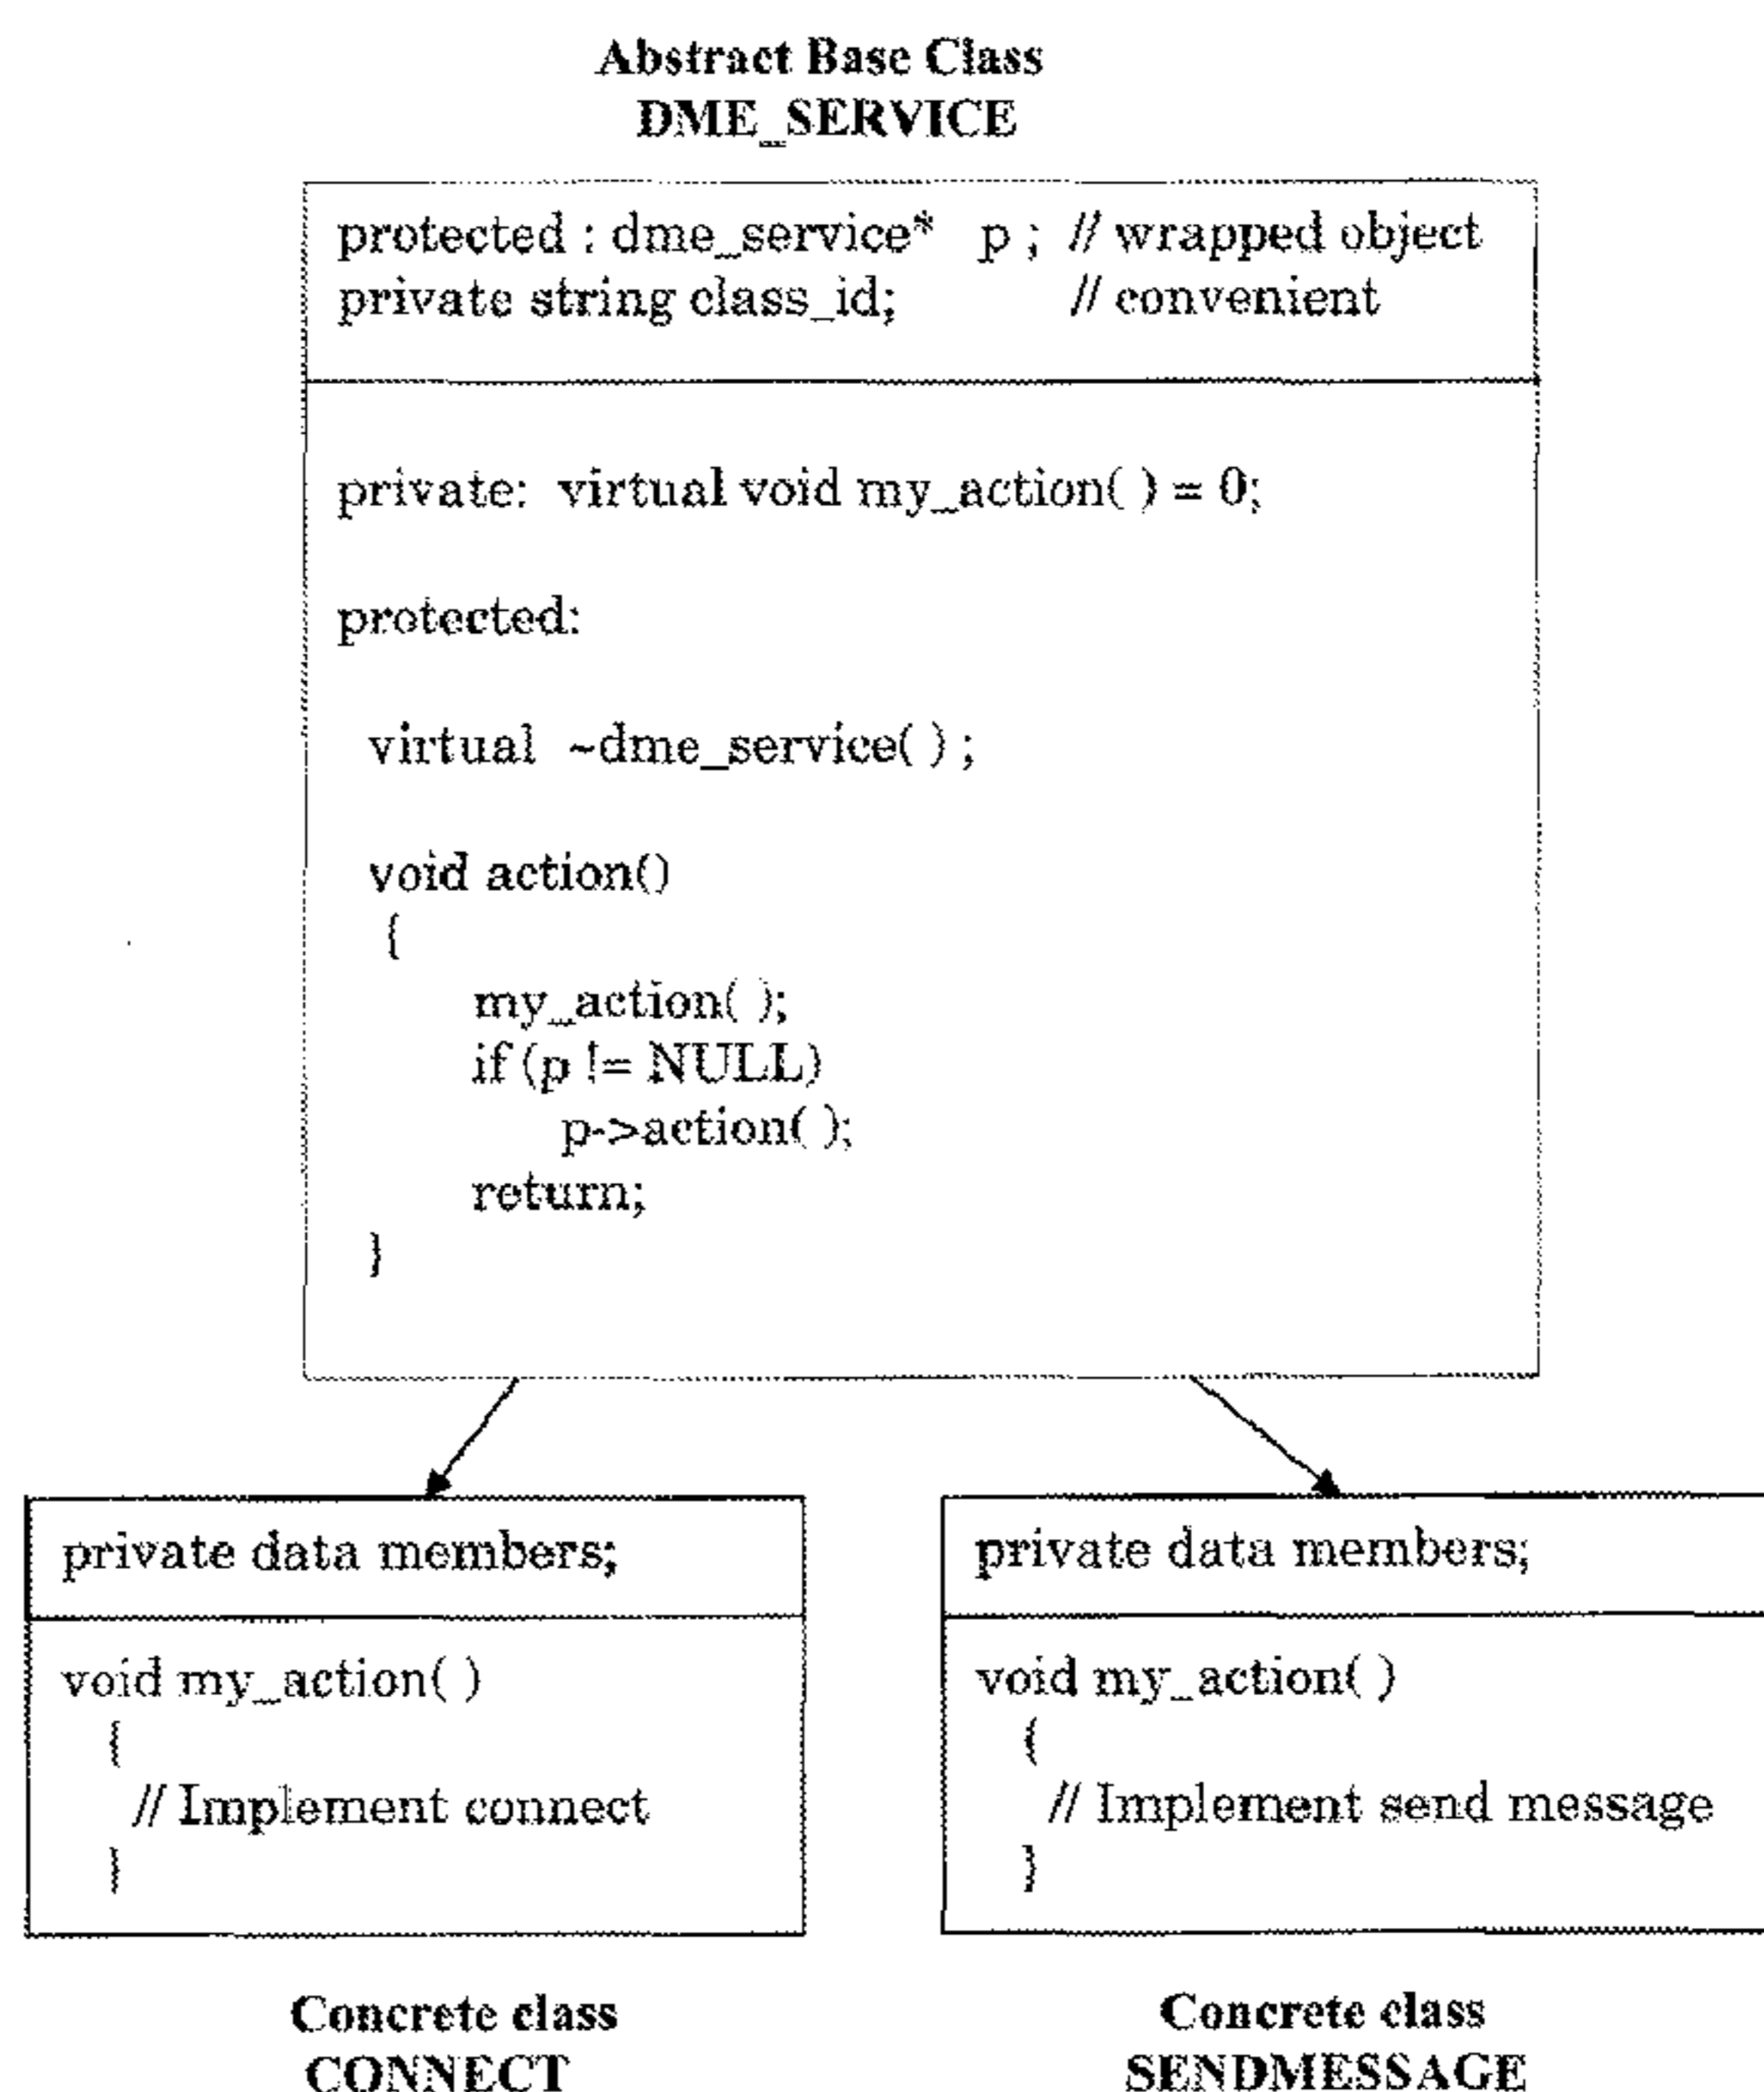 Abstract Base Class
DME_SERVICE
protected : dme_service* p ; // wrapped object
private string class_id; // convenient
private: virtual void my_action( ) = 0;
protected:
virtual ~dme_service( ) ;
void action()
{
my_action( );
if (p != NULL)
p->action( );
return;
}
private data members;
void my_action( )
{
// Implement connect
}
Concrete class
CONNECT
private data members;
void my_action( )
{
// Implement send message
}
Concrete class
SENDMESSAGE